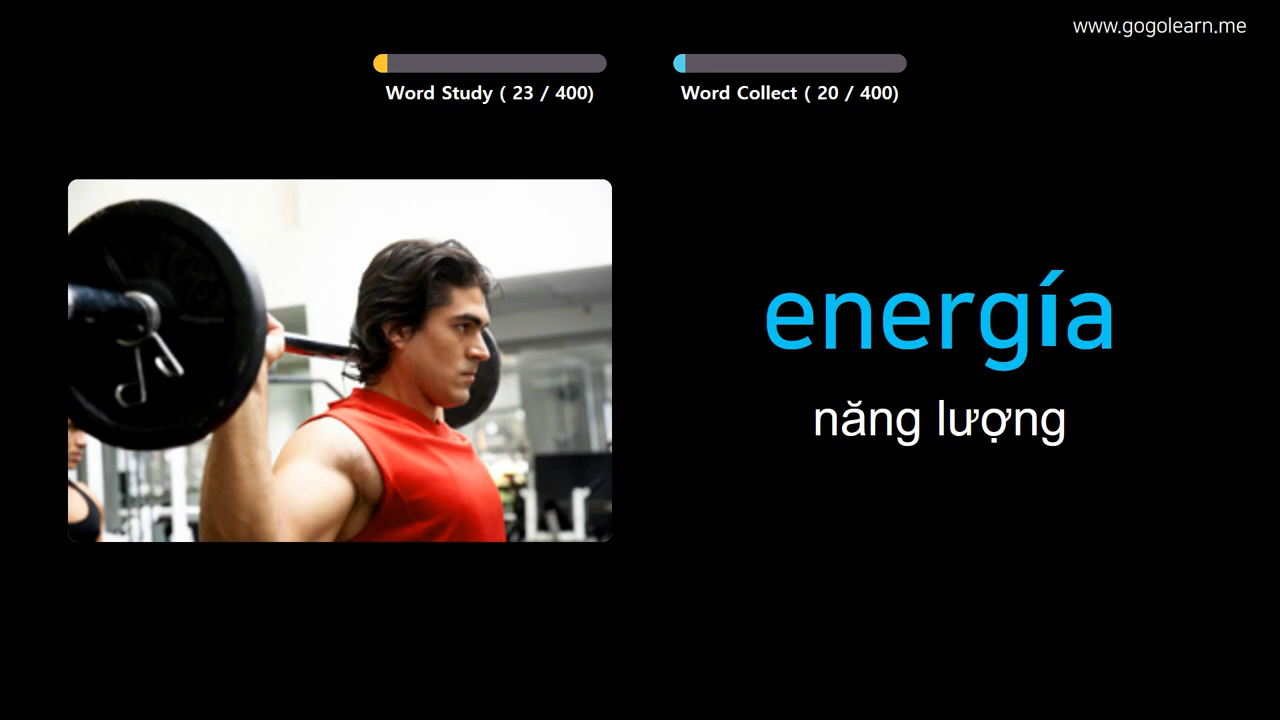 www.gogolearn.me
Word Study ( 23 / 400)
Word Collect ( 20 / 400)
energía
năng lượng